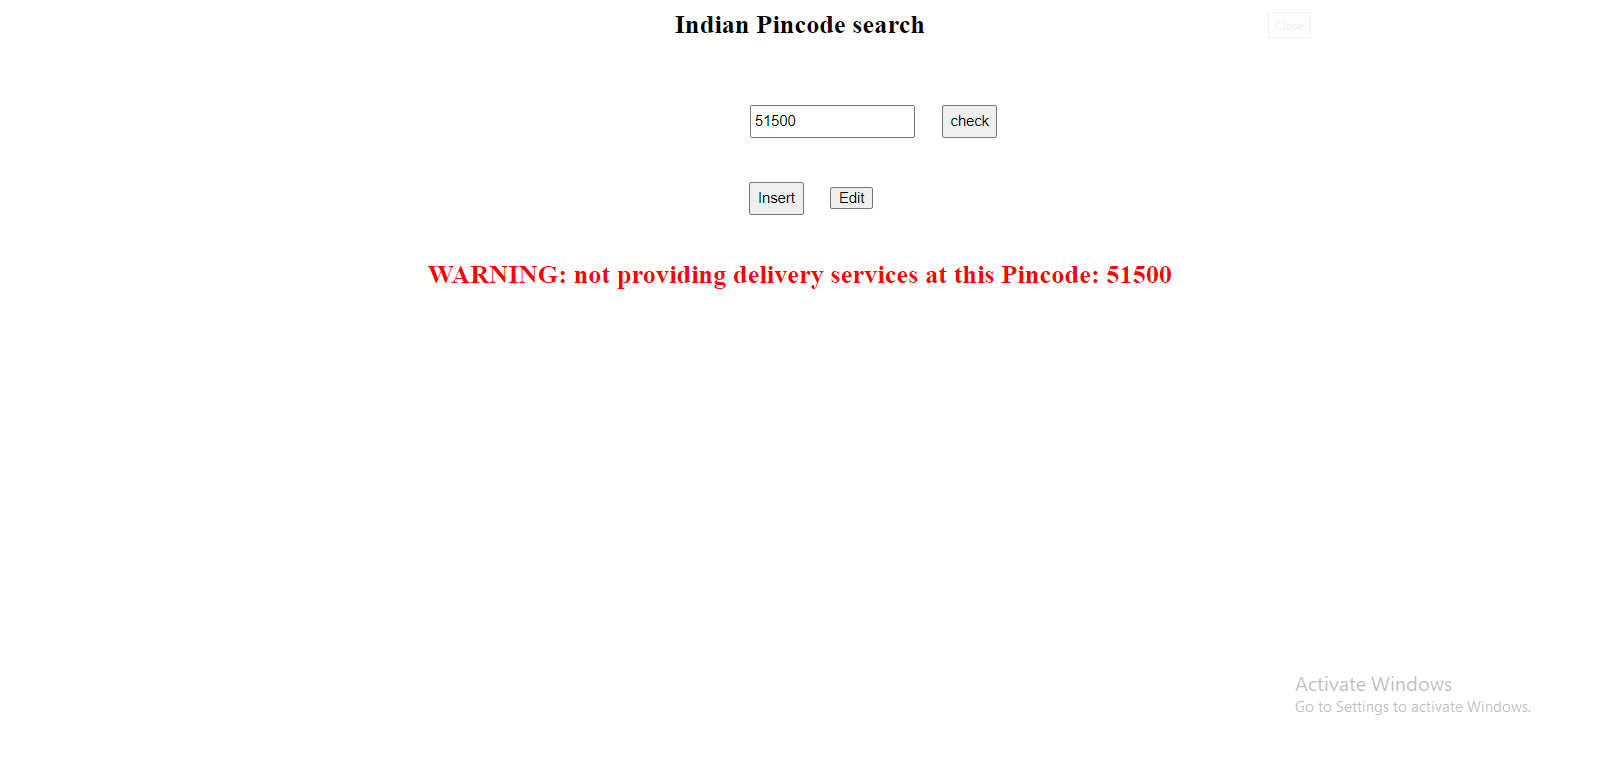 Indian Pincode search
Close
51500
check
Insert
Edit
WARNING: not providing delivery services at this Pincode: 51500
Activate Windows
Go to Settings to activate Windows.